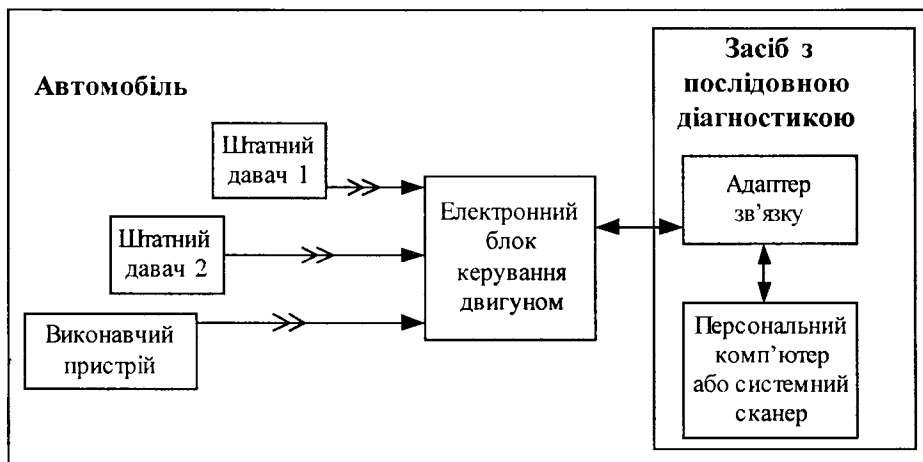 Автомобіль
Засіб з
послідовною
діагностикою
Штатний
давач 1
Штатний
давач 2
Виконавчий
пристрій
Електронний
блок
керування
двигуном
Адаптер
зв’язку
Персональний
комп’ютер
або системний
сканер